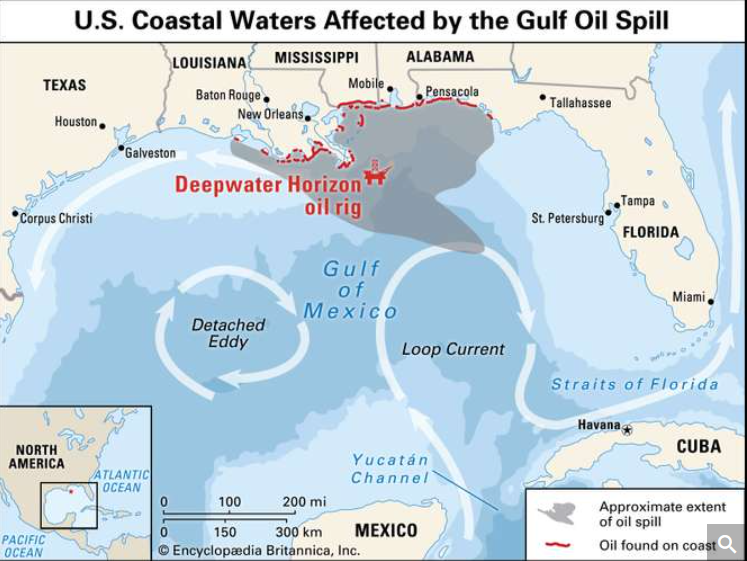 U.S. Coastal Waters Affected by the Gulf Oil Spill
TEXAS
LOUISIANA
MISSISSIPPI
ALABAMA
Baton Rouge
Mobile
Pensacola
Tallahassee
Houston
New Orleans
Galveston
Deepwater Horizon
oil rig
Corpus Christi
St. Petersburg
Tampa
FLORIDA
Miami
Gulf
of
Mexico
Detached
Eddy
Loop Current
Straits of Florida
Havana
CUBA
Yucatán
Channel
MEXICO
NORTH
AMERICA
ATLANTIC
OCEAN
PACIFIC
OCEAN
0 100 200 mi
0 150 300 km
© Encyclopædia Britannica, Inc.
Approximate extent
of oil spill
Oil found on coast